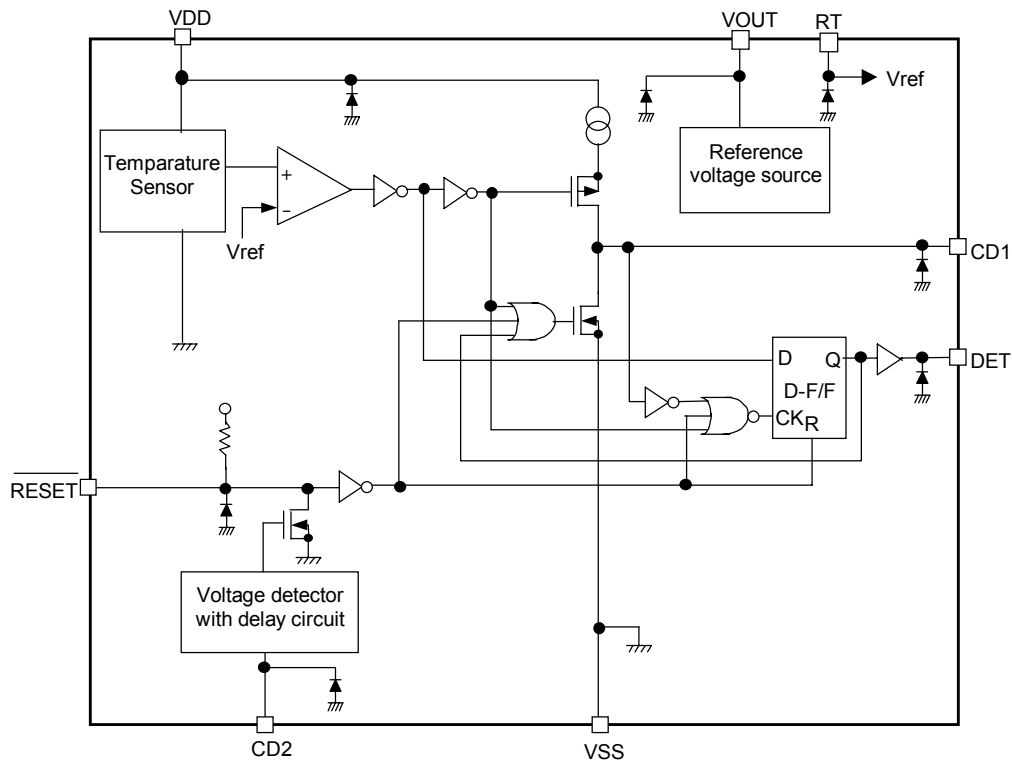 VDD
VOUT
RT
Vref
Temparature
Sensor
Reference
voltage source
+
−
Vref
CD1
D
Q
D-F/F
CK
R
DET
RESET
Voltage detector
with delay circuit
CD2
VSS